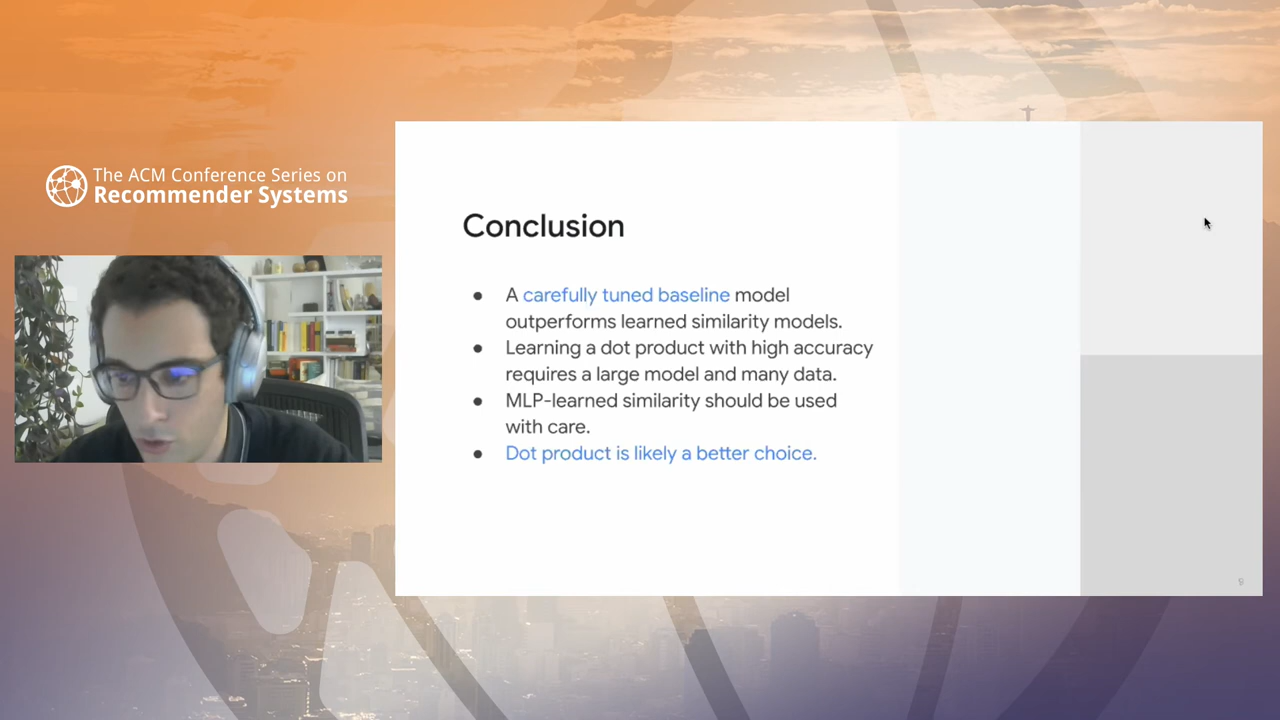 The ACM Conference Series on
Recommender Systems
Conclusion
● A carefully tuned baseline model
outperforms learned similarity models.
● Learning a dot product with high accuracy
requires a large model and many data.
● MLP-learned similarity should be used
with care.
● Dot product is likely a better choice.
9